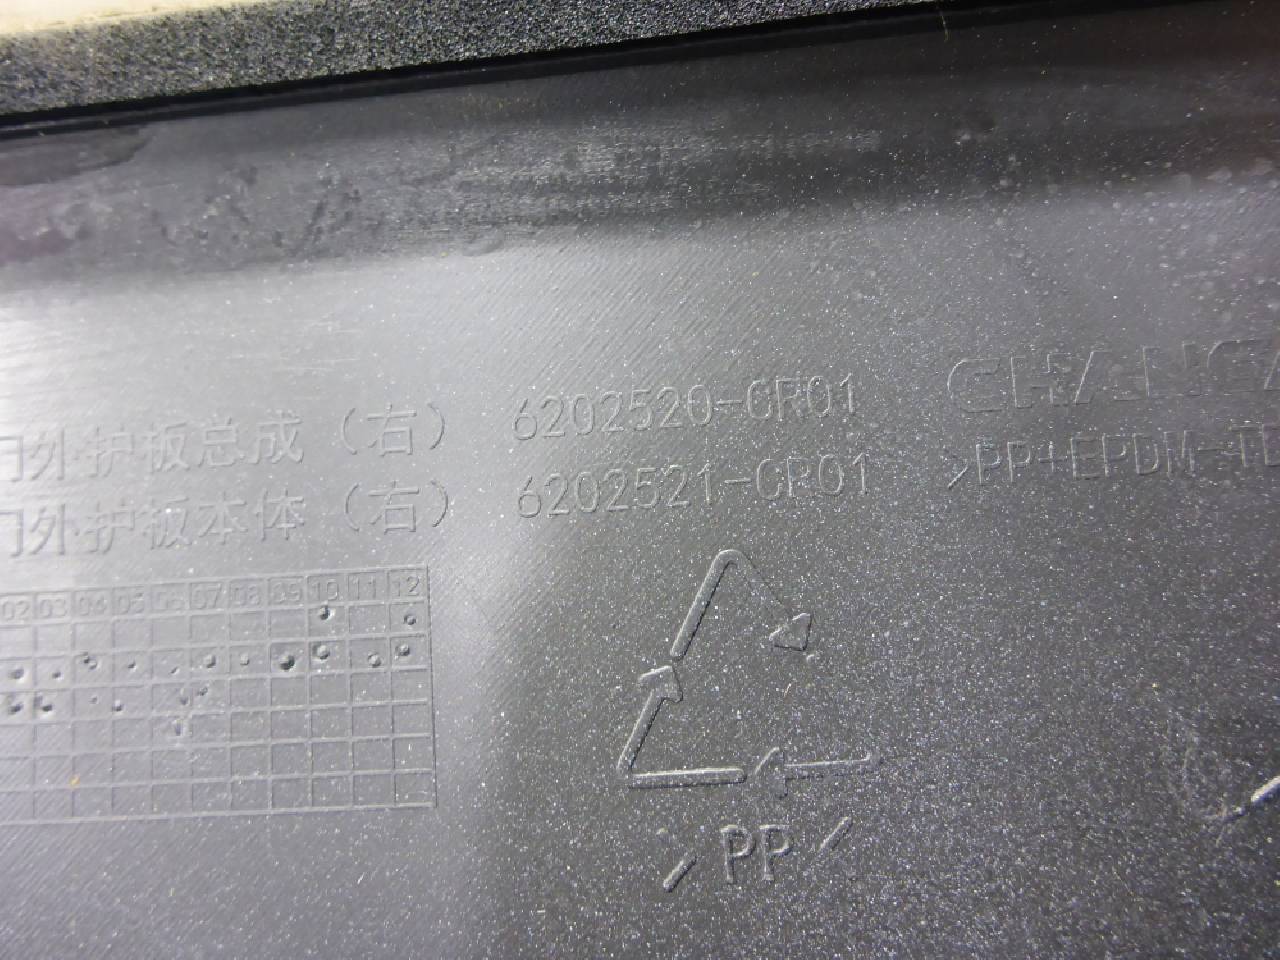 门外护板总成（右） 6202520-CR01 CHANGA
门外护板本体（右） 6202521-CR01 >PP+EPDM-T
02 03 04 05 06 07 08 09 10 11 12
>PP<